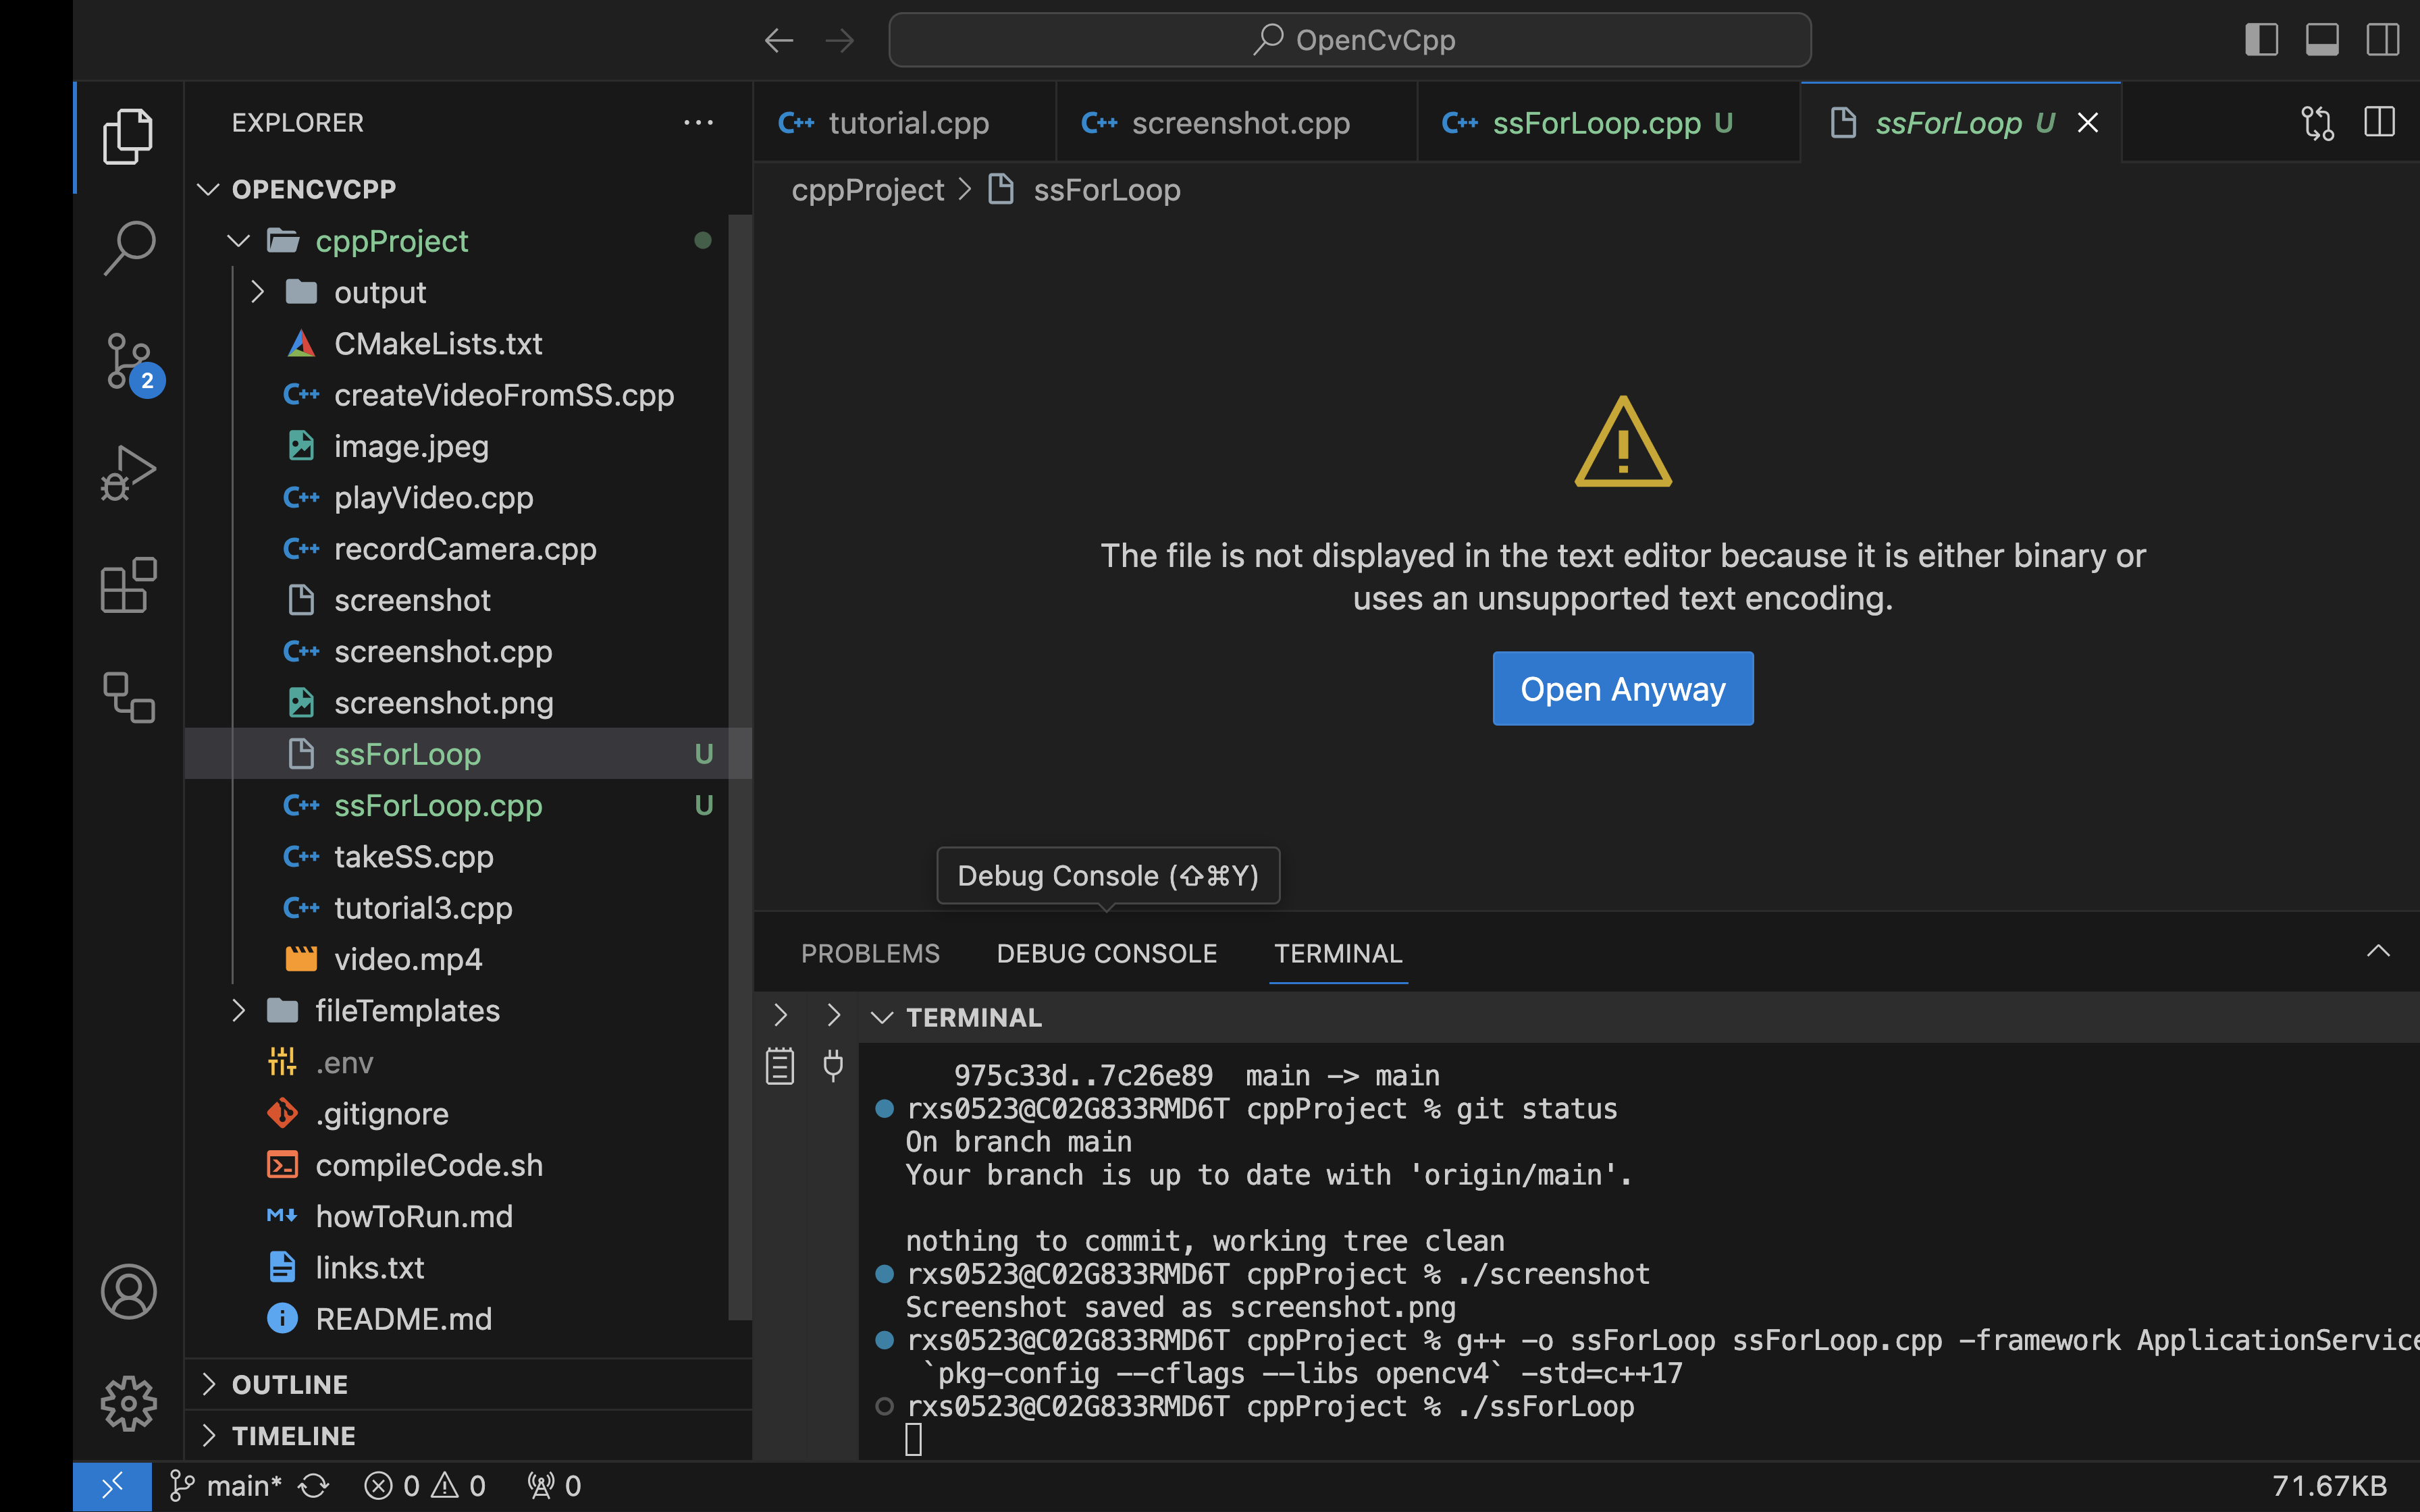 OpenCvCpp
EXPLORER
OPENCVCPP
cppProject
output
CMakeLists.txt
createVideoFromSS.cpp
image.jpeg
playVideo.cpp
recordCamera.cpp
screenshot
screenshot.cpp
screenshot.png
ssForLoop U
ssForLoop.cpp U
takeSS.cpp
tutorial3.cpp
video.mp4
fileTemplates
.env
.gitignore
compileCode.sh
howToRun.md
links.txt
README.md
OUTLINE
TIMELINE
2
tutorial.cpp
screenshot.cpp
ssForLoop.cpp U
ssForLoop U
cppProject > ssForLoop
The file is not displayed in the text editor because it is either binary or
uses an unsupported text encoding.
Open Anyway
Debug Console (⇧⌘Y)
PROBLEMS DEBUG CONSOLE TERMINAL
TERMINAL
975c33d..7c26e89  main -> main
rxs0523@C02G833RMD6T cppProject % git status
On branch main
Your branch is up to date with 'origin/main'.
nothing to commit, working tree clean
rxs0523@C02G833RMD6T cppProject % ./screenshot
Screenshot saved as screenshot.png
rxs0523@C02G833RMD6T cppProject % g++ -o ssForLoop ssForLoop.cpp -framework ApplicationService
`pkg-config --cflags --libs opencv4` -std=c++17
rxs0523@C02G833RMD6T cppProject % ./ssForLoop
main* 0 0 0
71.67KB